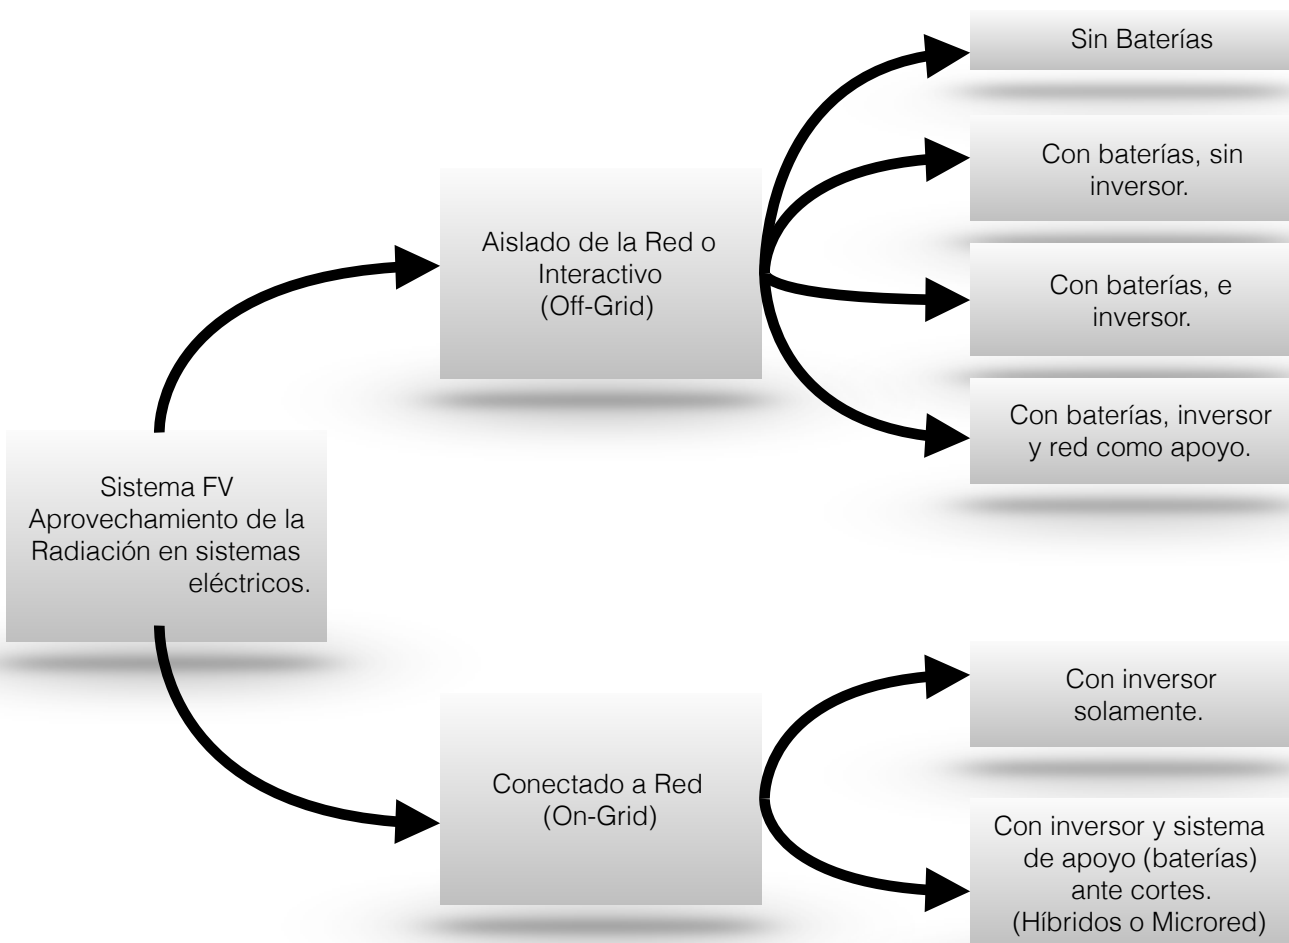 Sin Baterías
Con baterías, sin
inversor.
Aislado de la Red o
Interactivo
(Off-Grid)
Con baterías, e
inversor.
Con baterías, inversor
y red como apoyo.
Sistema FV
Aprovechamiento de la
Radiación en sistemas
eléctricos.
Con inversor
solamente.
Conectado a Red
(On-Grid)
Con inversor y sistema
de apoyo (baterías)
ante cortes.
(Híbridos o Microred)